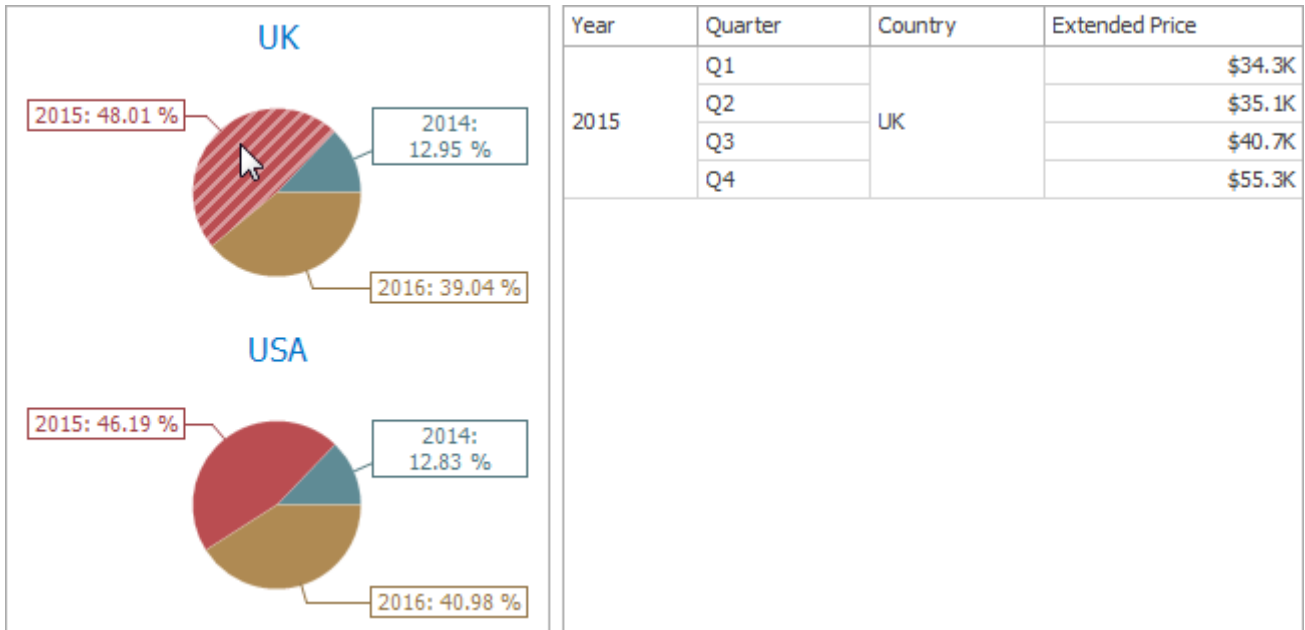 UK
2015: 48.01 %
2014:
12.95 %
2016: 39.04 %
USA
2015: 46.19 %
2014:
12.83 %
2016: 40.98 %
Year Quarter Country Extended Price
2015 UK
Q1 $34.3K
Q2 $35.1K
Q3 $40.7K
Q4 $55.3K